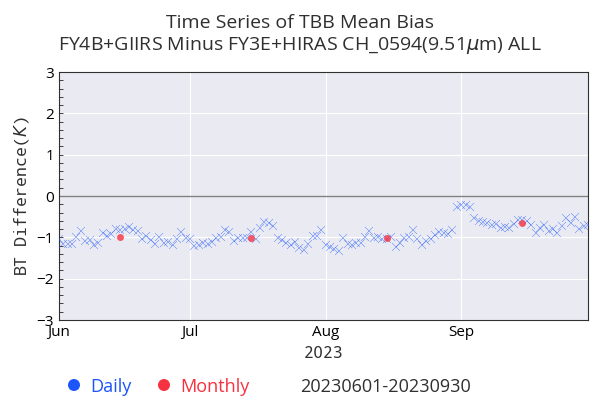 Time Series of TBB Mean Bias
FY4B+GIIRS Minus FY3E+HIRAS CH_0594(9.51μm) ALL
3
2
1
0
−1
−2
−3
BT Difference(K)
Jun Jul Aug Sep
2023
Daily Monthly 20230601-20230930